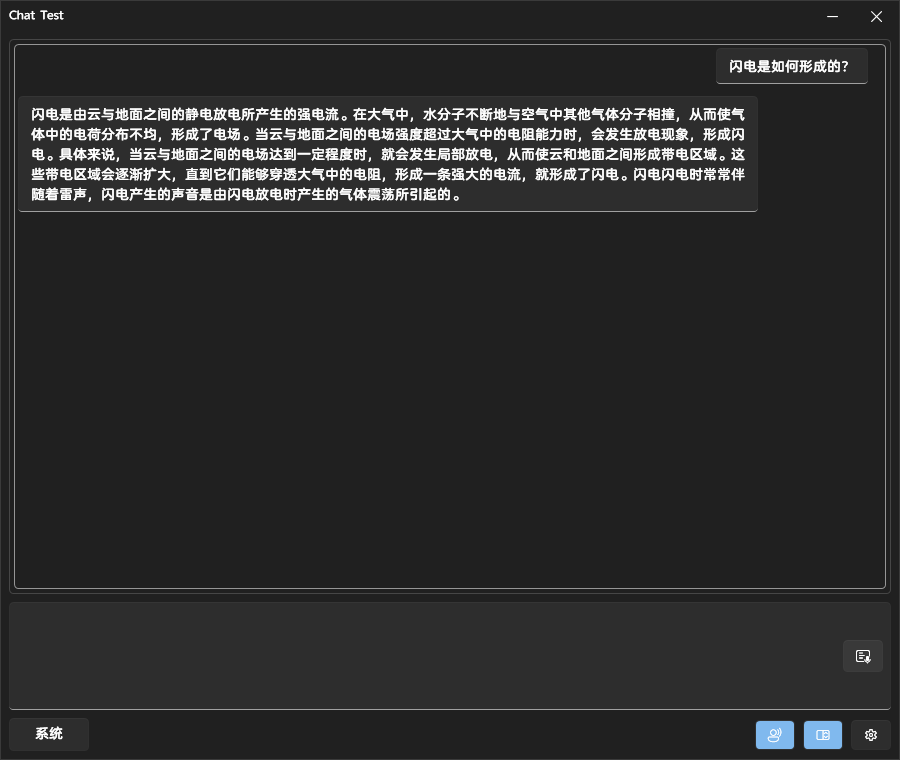 Chat Test
闪电是如何形成的？
闪电是由云与地面之间的静电放电所产生的强电流。在大气中，水分子不断地与空气中其他气体分子相撞，从而使气
体中的电荷分布不均，形成了电场。当云与地面之间的电场强度超过大气中的电阻能力时，会发生放电现象，形成闪
电。具体来说，当云与地面之间的电场达到一定程度时，就会发生局部放电，从而使云和地面之间形成带电区域。这
些带电区域会逐渐扩大，直到它们能够穿透大气中的电阻，形成一条强大的电流，就形成了闪电。闪电闪电时常常伴
随着雷声，闪电产生的声音是由闪电放电时产生的气体震荡所引起的。
系统